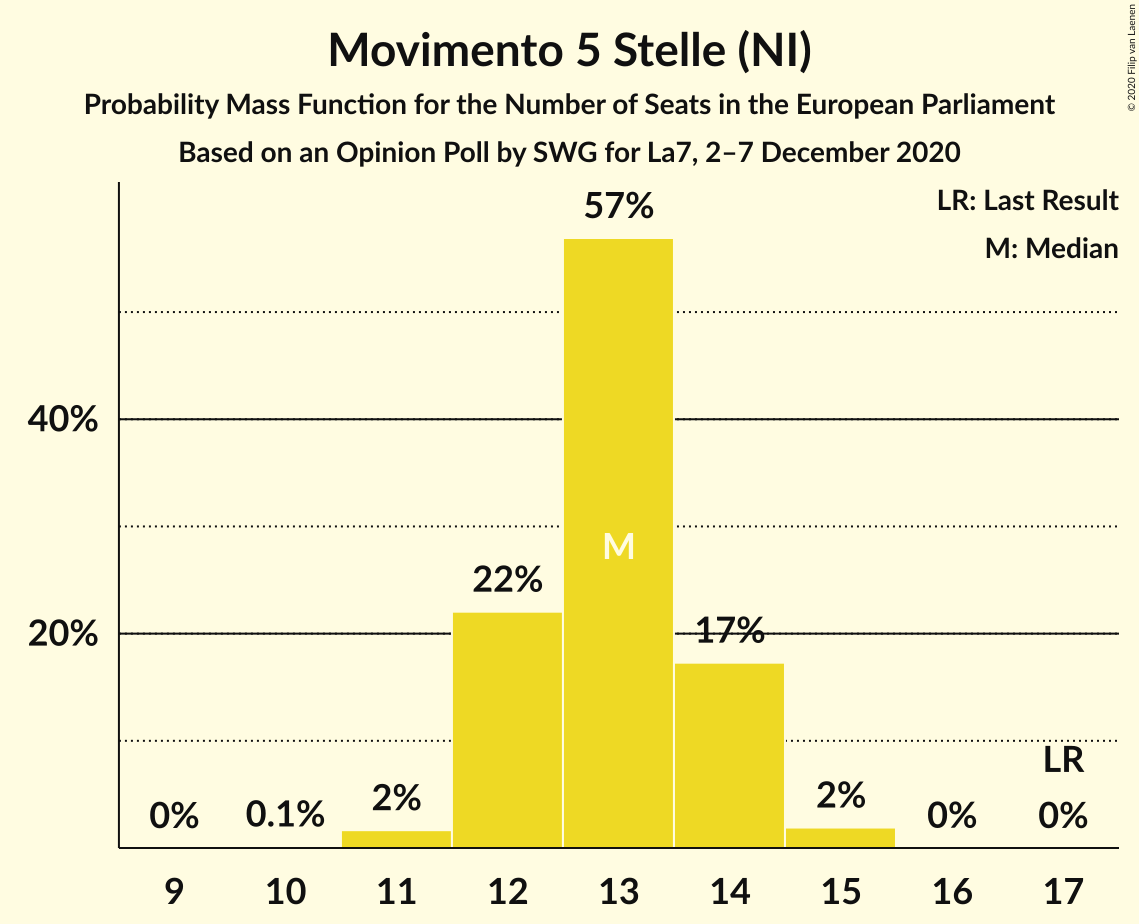 Movimento 5 Stelle (NI)
Probability Mass Function for the Number of Seats in the European Parliament
Based on an Opinion Poll by SWG for La7, 2–7 December 2020
© 2020 Filip van Laenen
LR: Last Result
M: Median
57%
40%
M
22%
20%
17%
LR
0%
0.1%
2%
2%
0%
0%
9 10 11 12 13 14 15 16 17